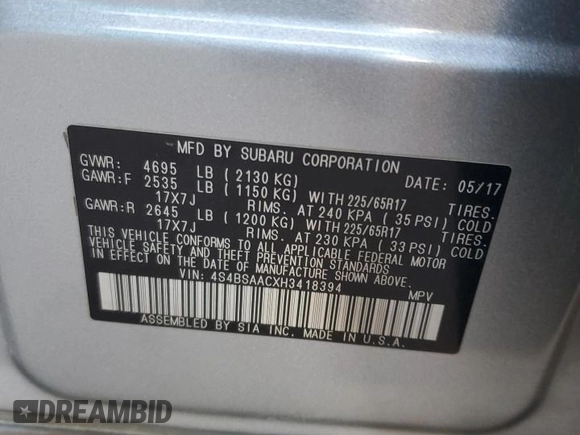 MFD BY SUBARU CORPORATION DATE: 05/17
GVWR: 4695 LB ( 2130 KG)
GAWR:F 2535 LB ( 1150 KG) WITH 225/65R17 TIRES.
17X7J RIMS. AT 240 KPA ( 35 PSI) COLD
GAWR:R 2645 LB ( 1200 KG) WITH 225/65R17 TIRES.
17X7J RIMS. AT 230 KPA ( 33 PSI) COLD
THIS VEHICLE CONFORMS TO ALL APPLICABLE FEDERAL MOTOR
VEHICLE SAFETY AND THEFT PREVENTION STANDARDS
IN EFFECT ON THE DATE OF MANUFACTURE SHOWN ABOVE.
VIN: 4S4BSAACXH3418394 MPV
ASSEMBLED BY SIA INC. MADE IN U.S.A.
DREAMBID